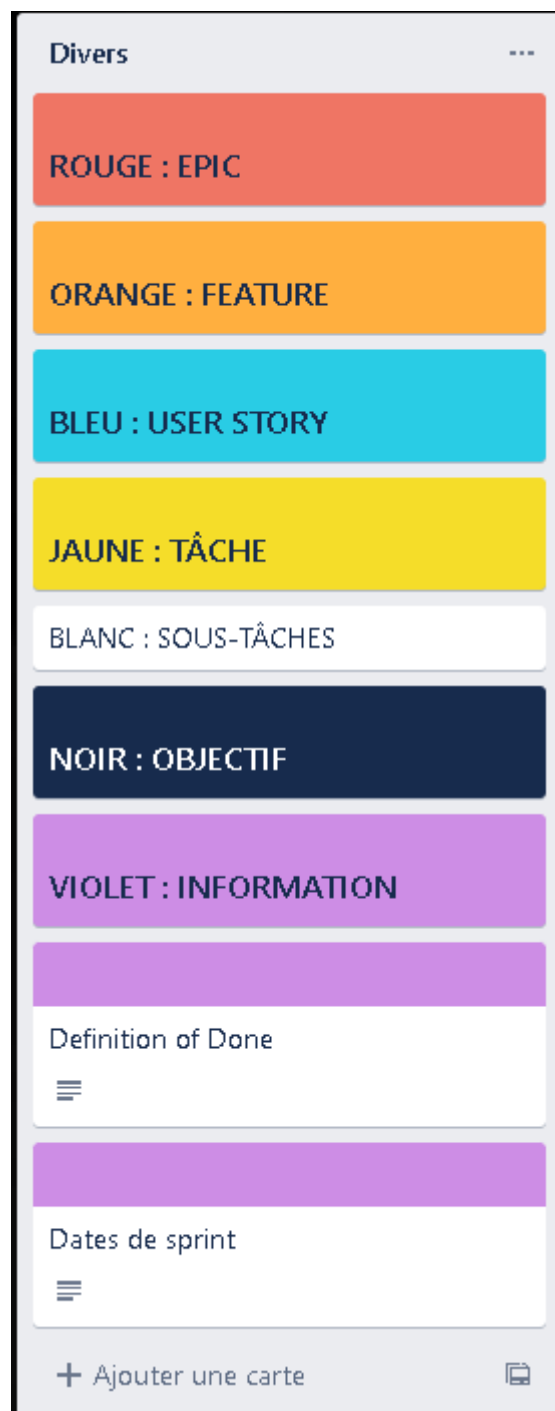 Divers
ROUGE : EPIC
ORANGE : FEATURE
BLEU : USER STORY
JAUNE : TÂCHE
BLANC : SOUS-TÂCHES
NOIR : OBJECTIF
VIOLET : INFORMATION
Definition of Done
Dates de sprint
Ajouter une carte